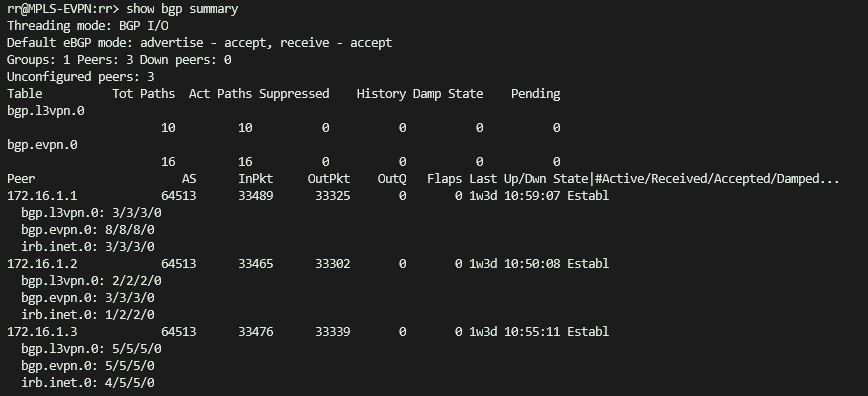 rr@MPLS-EVPN:rr> show bgp summary
Threading mode: BGP I/O
Default eBGP mode: advertise - accept, receive - accept
Groups: 1 Peers: 3 Down peers: 0
Unconfigured peers: 3
Table          Tot Paths  Act Paths Suppressed    History Damp State    Pending
bgp.l3vpn.0
                      10         10          0          0          0          0
bgp.evpn.0
                      16         16          0          0          0          0
Peer                     AS      InPkt     OutPkt    OutQ   Flaps Last Up/Dwn State|#Active/Received/Accepted/Damped...
172.16.1.1            64513      33489      33325       0       0 1w3d 10:59:07 Establ
  bgp.l3vpn.0: 3/3/3/0
  bgp.evpn.0: 8/8/8/0
  irb.inet.0: 3/3/3/0
172.16.1.2            64513      33465      33302       0       0 1w3d 10:50:08 Establ
  bgp.l3vpn.0: 2/2/2/0
  bgp.evpn.0: 3/3/3/0
  irb.inet.0: 1/2/2/0
172.16.1.3            64513      33476      33339       0       0 1w3d 10:55:11 Establ
  bgp.l3vpn.0: 5/5/5/0
  bgp.evpn.0: 5/5/5/0
  irb.inet.0: 4/5/5/0